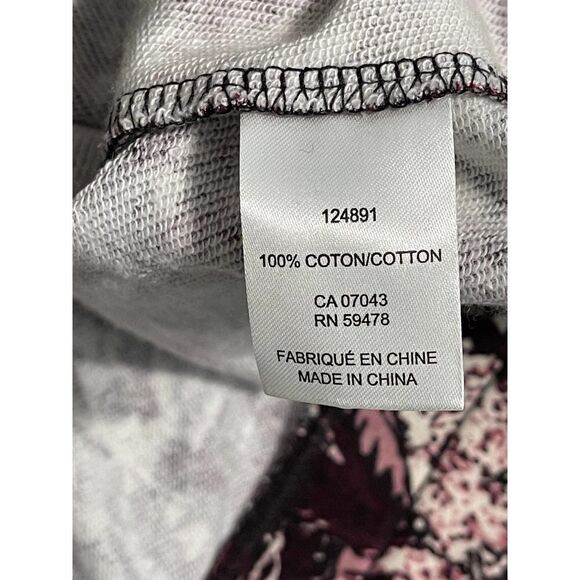 124891
100% COTON/COTTON
CA 07043
RN 59478
FABRIQUÉ EN CHINE
MADE IN CHINA